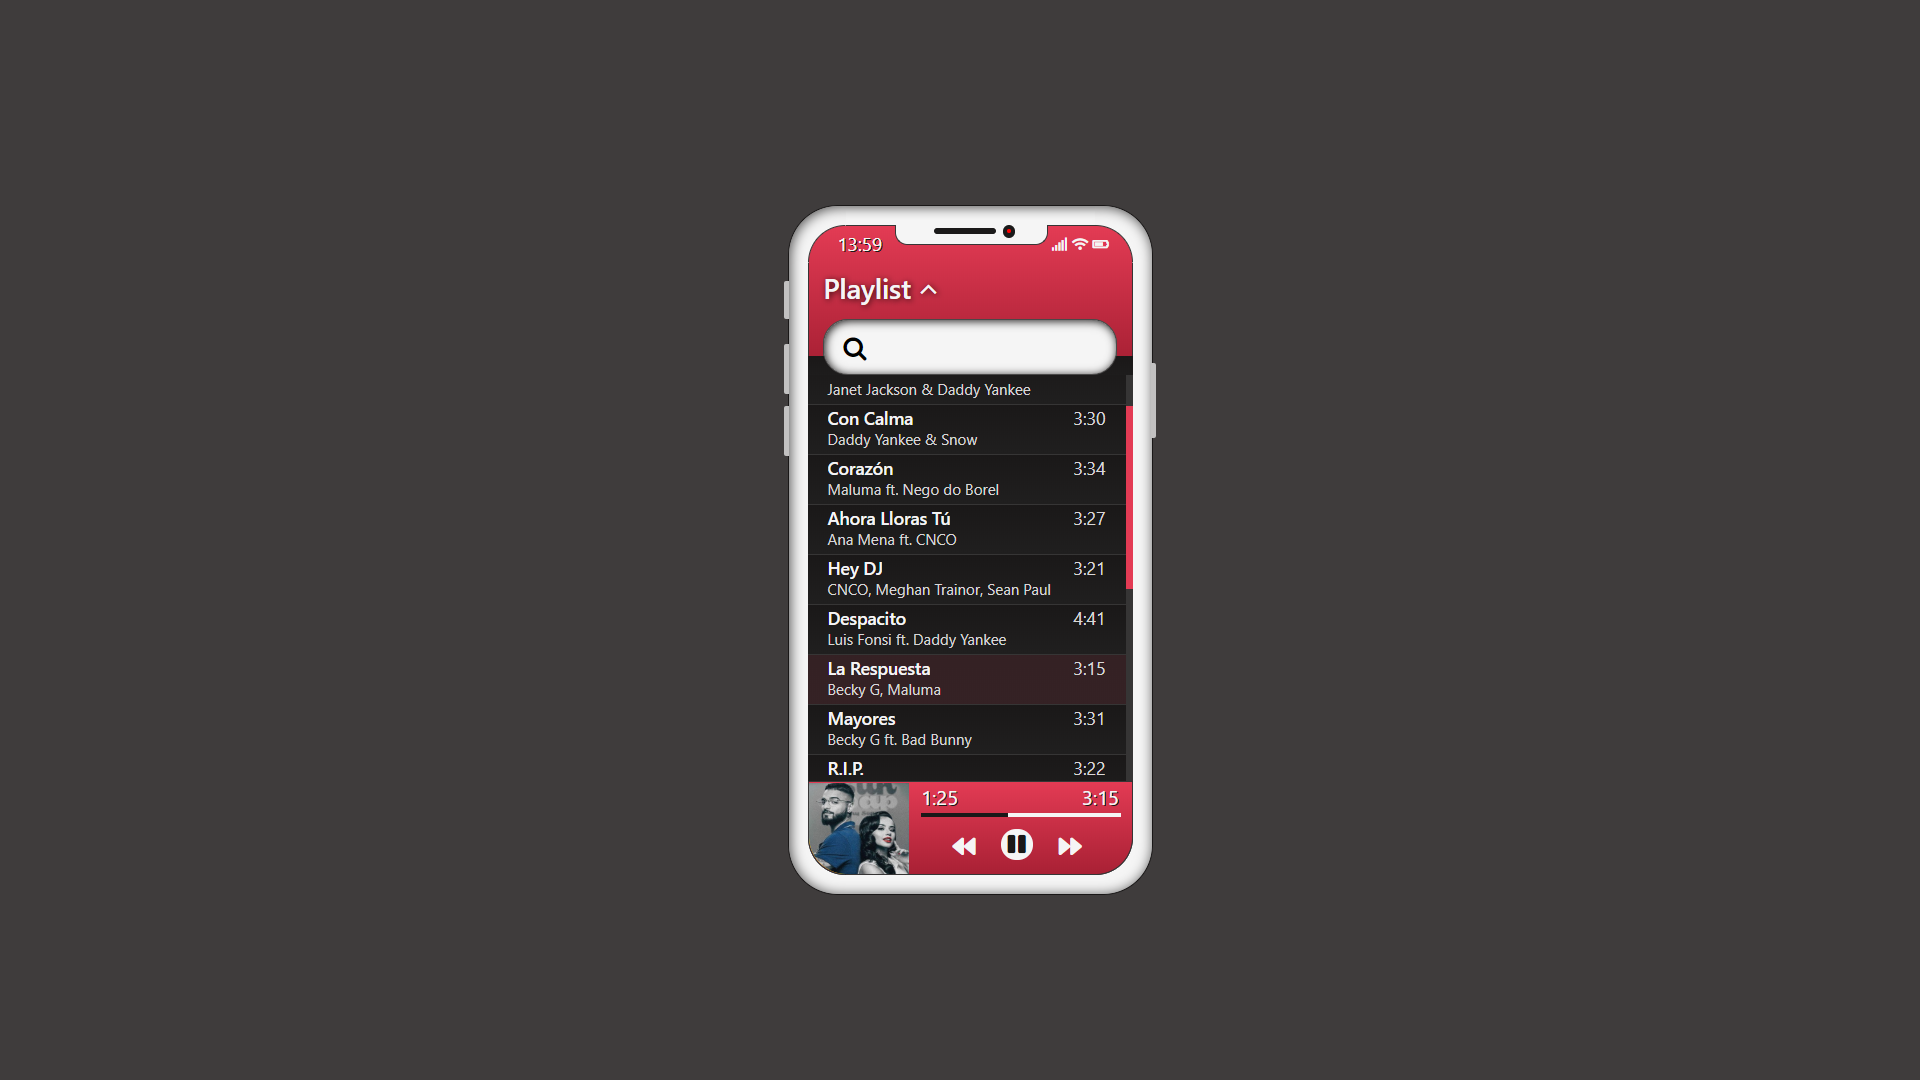 13:59
Playlist
Janet Jackson & Daddy Yankee
Con Calma 3:30
Daddy Yankee & Snow
Corazón 3:34
Maluma ft. Nego do Borel
Ahora Lloras Tú 3:27
Ana Mena ft. CNCO
Hey DJ 3:21
CNCO, Meghan Trainor, Sean Paul
Despacito 4:41
Luis Fonsi ft. Daddy Yankee
La Respuesta 3:15
Becky G, Maluma
Mayores 3:31
Becky G ft. Bad Bunny
R.I.P. 3:22
1:25 3:15